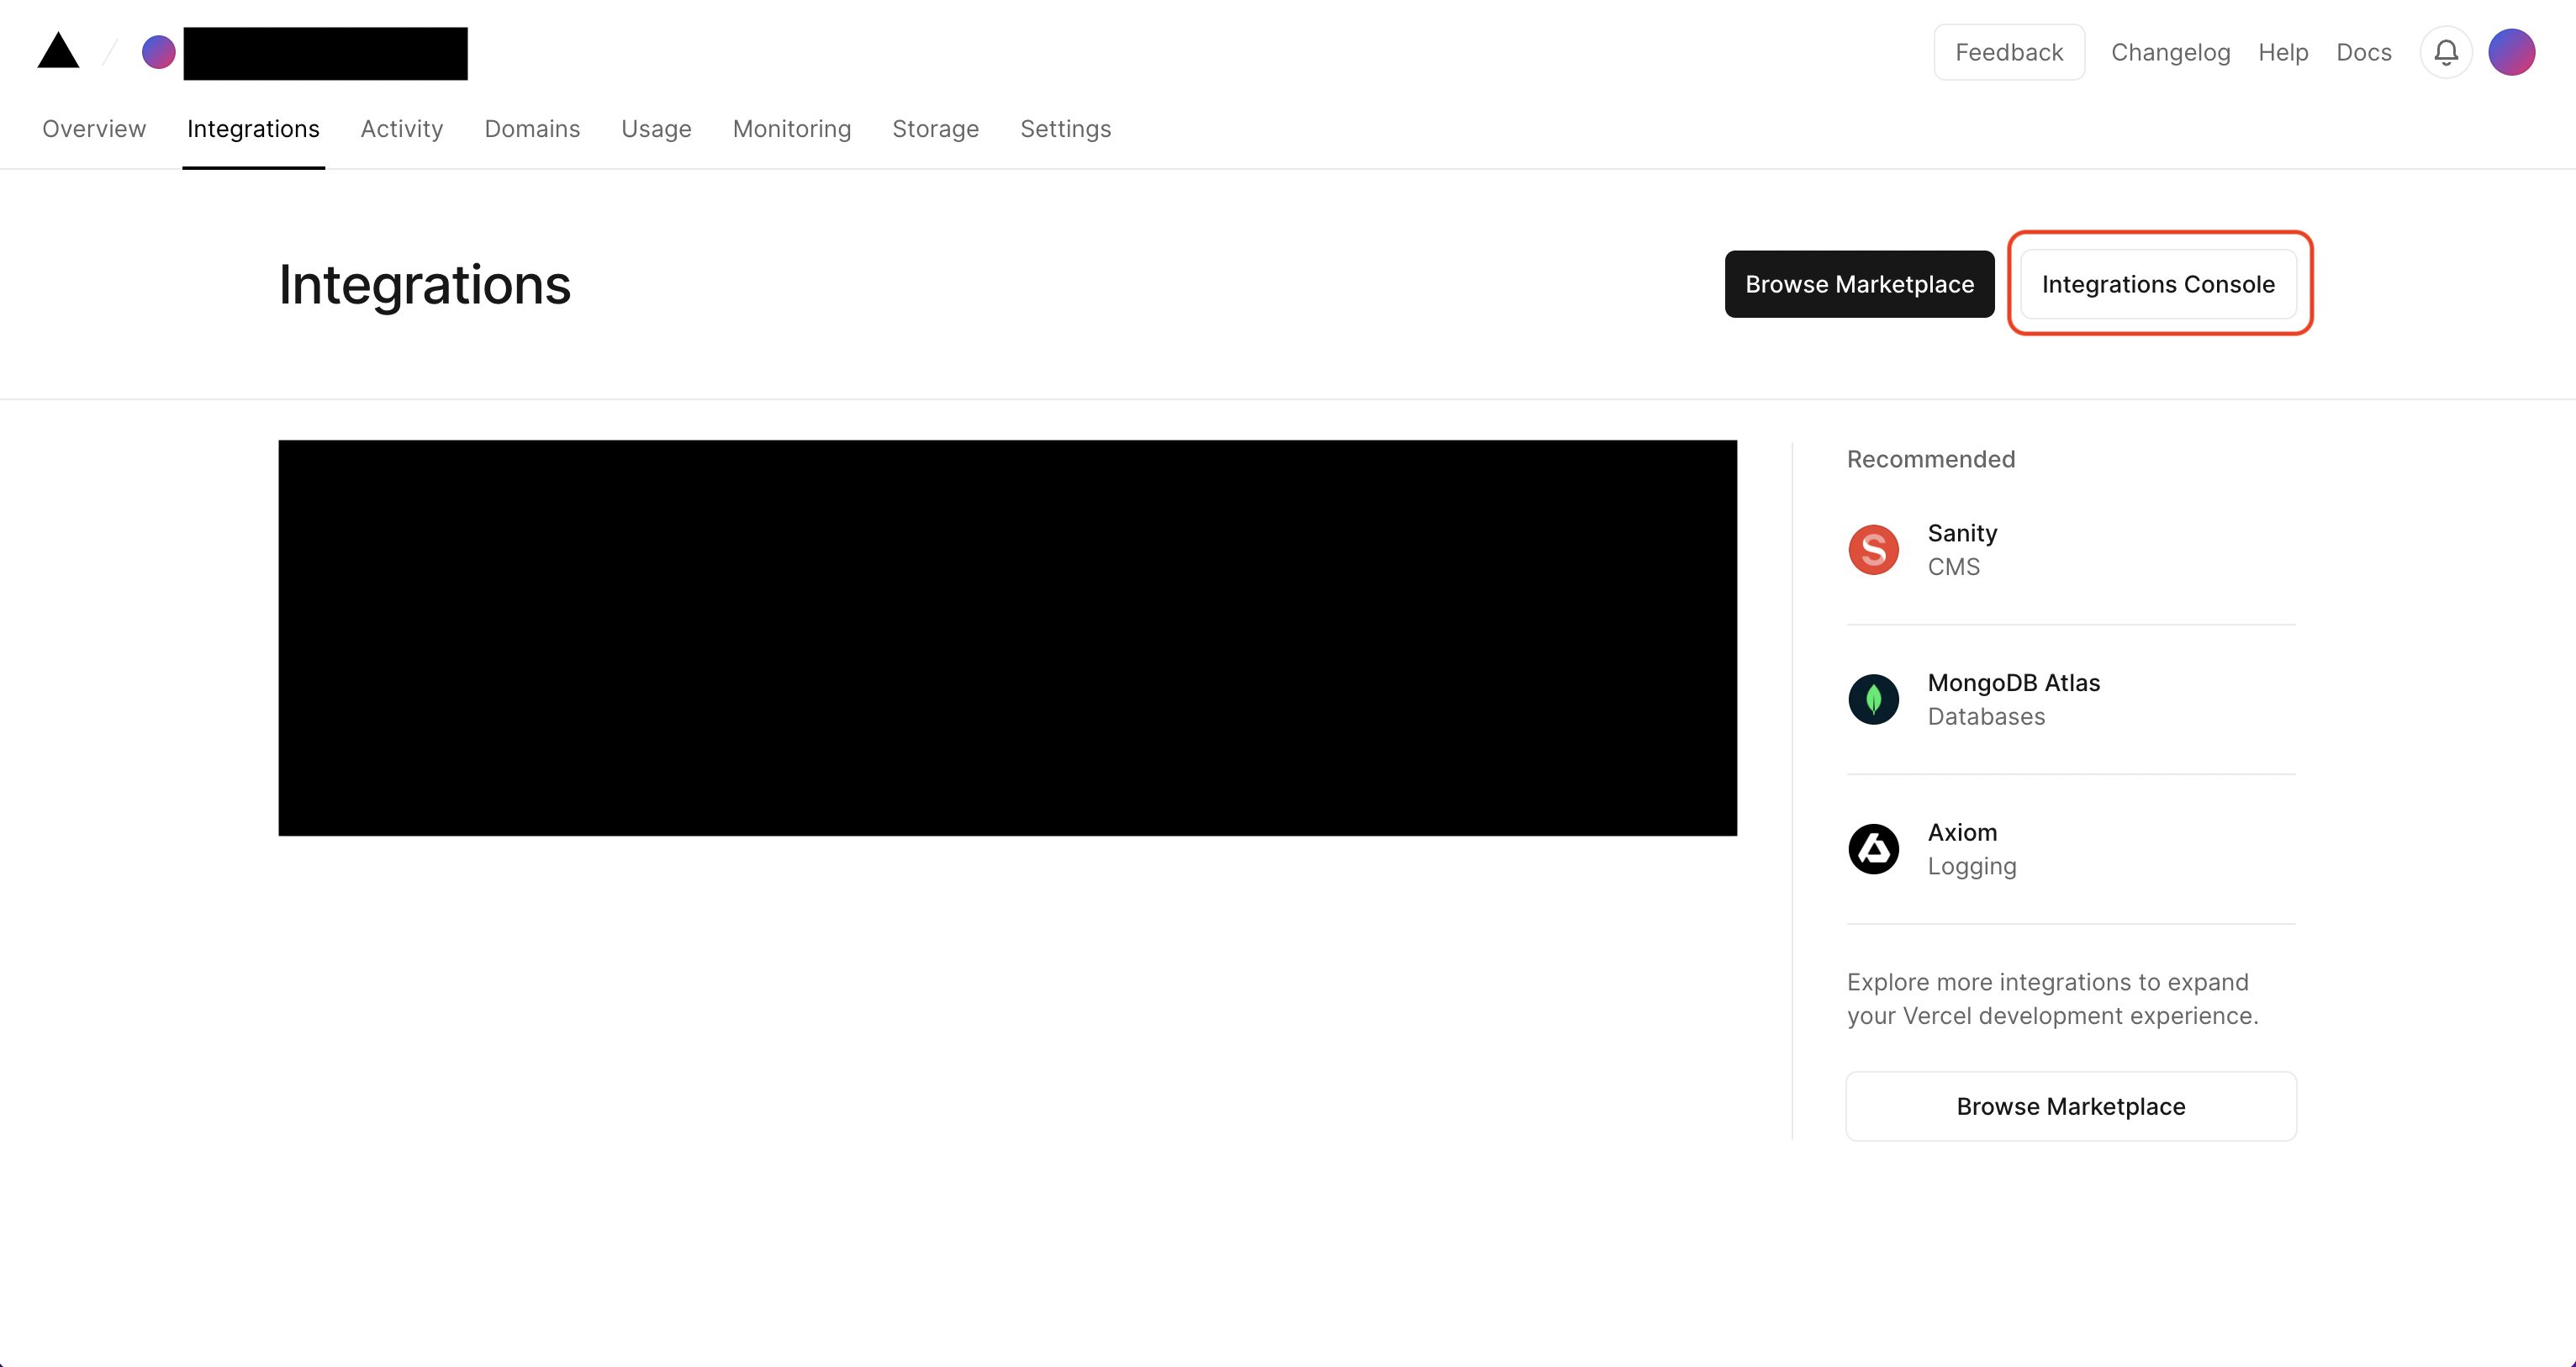 Feedback
Changelog
Help
Docs
Overview
Integrations
Activity
Domains
Usage
Monitoring
Storage
Settings
Integrations
Browse Marketplace
Integrations Console
Recommended
Sanity
CMS
MongoDB Atlas
Databases
Axiom
Logging
Explore more integrations to expand
your Vercel development experience.
Browse Marketplace